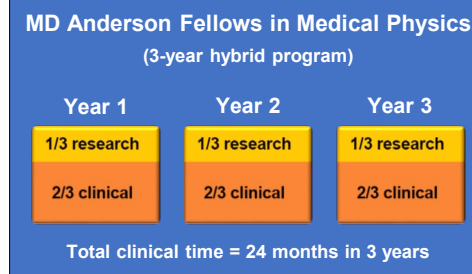 MD Anderson Fellows in Medical Physics
(3-year hybrid program)
Year 1 Year 2 Year 3
1/3 research 1/3 research 1/3 research
2/3 clinical 2/3 clinical 2/3 clinical
Total clinical time = 24 months in 3 years